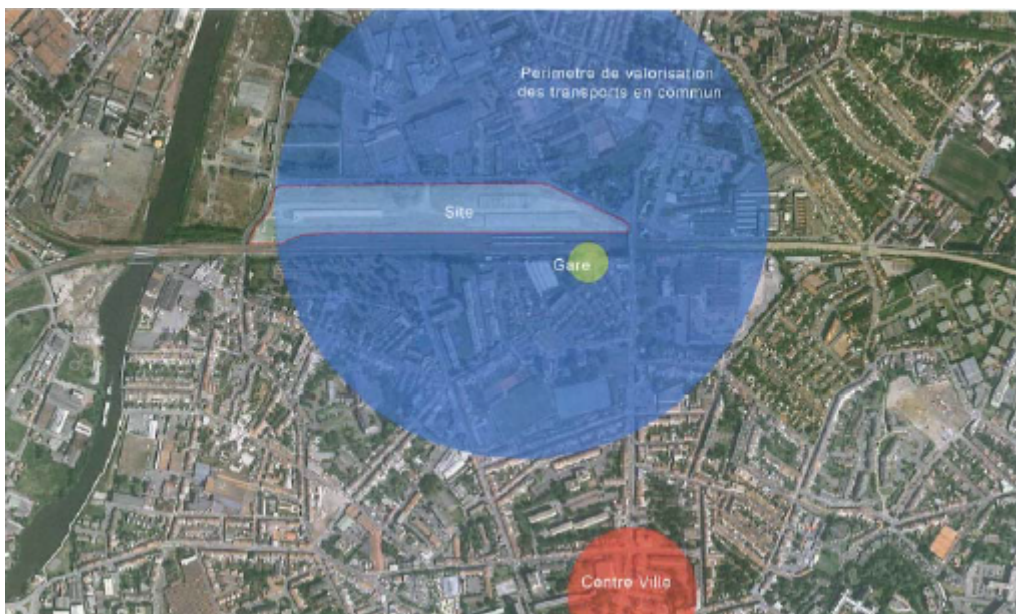 Perimetre de valorisation
des transports en commun
Site
Gare
Centre Ville